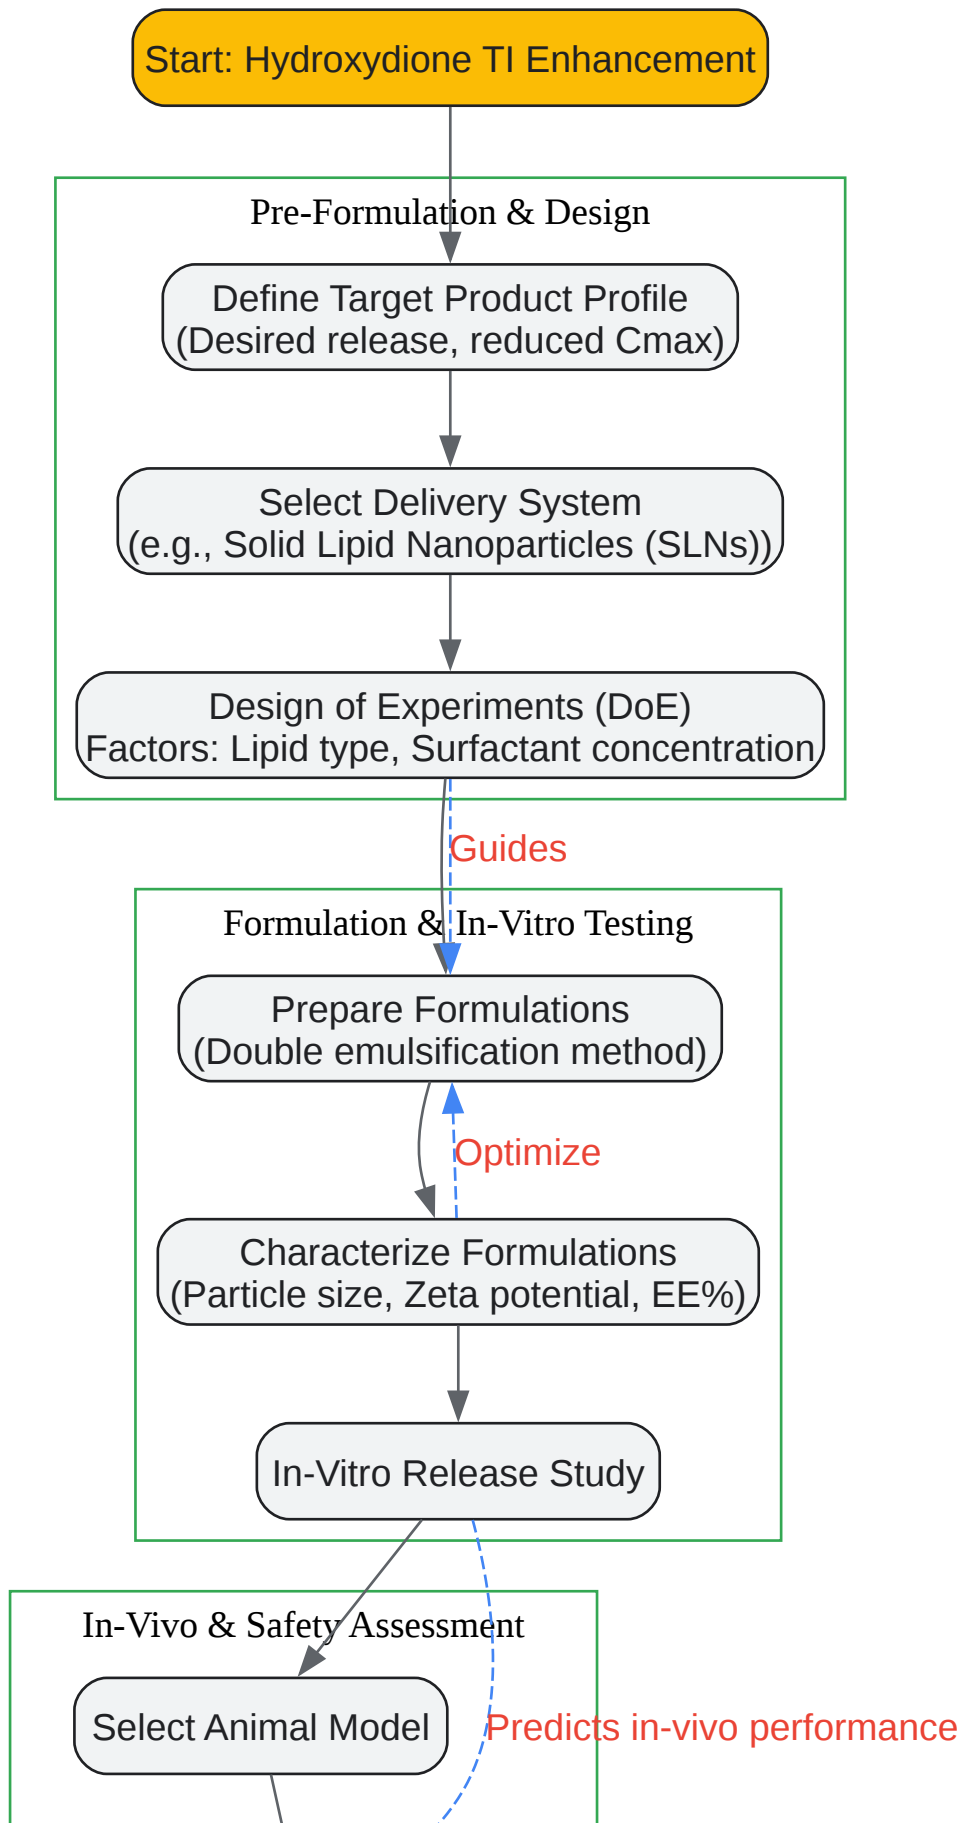 Start: Hydroxydione TI Enhancement
Pre-Formulation & Design
Define Target Product Profile
(Desired release, reduced Cmax)
Select Delivery System
(e.g., Solid Lipid Nanoparticles (SLNs))
Design of Experiments (DoE)
Factors: Lipid type, Surfactant concentration
Guides
Formulation & In-Vitro Testing
Prepare Formulations
(Double emulsification method)
Optimize
Characterize Formulations
(Particle size, Zeta potential, EE%)
In-Vitro Release Study
In-Vivo & Safety Assessment
Select Animal Model
Predicts in-vivo performance